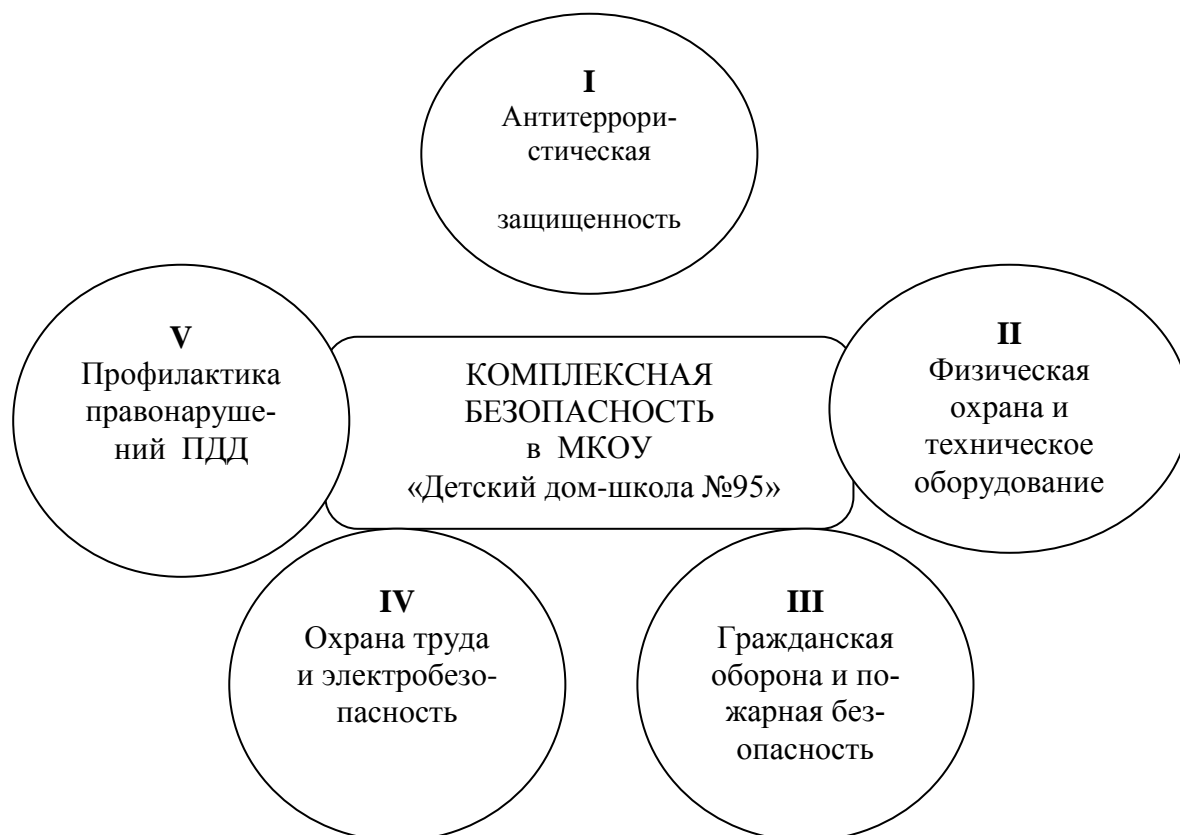 I
Антитеррори-
стическая
защищенность
V
Профилактика
правонаруше-
ний ПДД
КОМПЛЕКСНАЯ
БЕЗОПАСНОСТЬ
в МКОУ
«Детский дом-школа №95»
II
Физическая
охрана и
техническое
оборудование
IV
Охрана труда
и электробезо-
пасность
III
Гражданская
оборона и по-
жарная без-
опасность